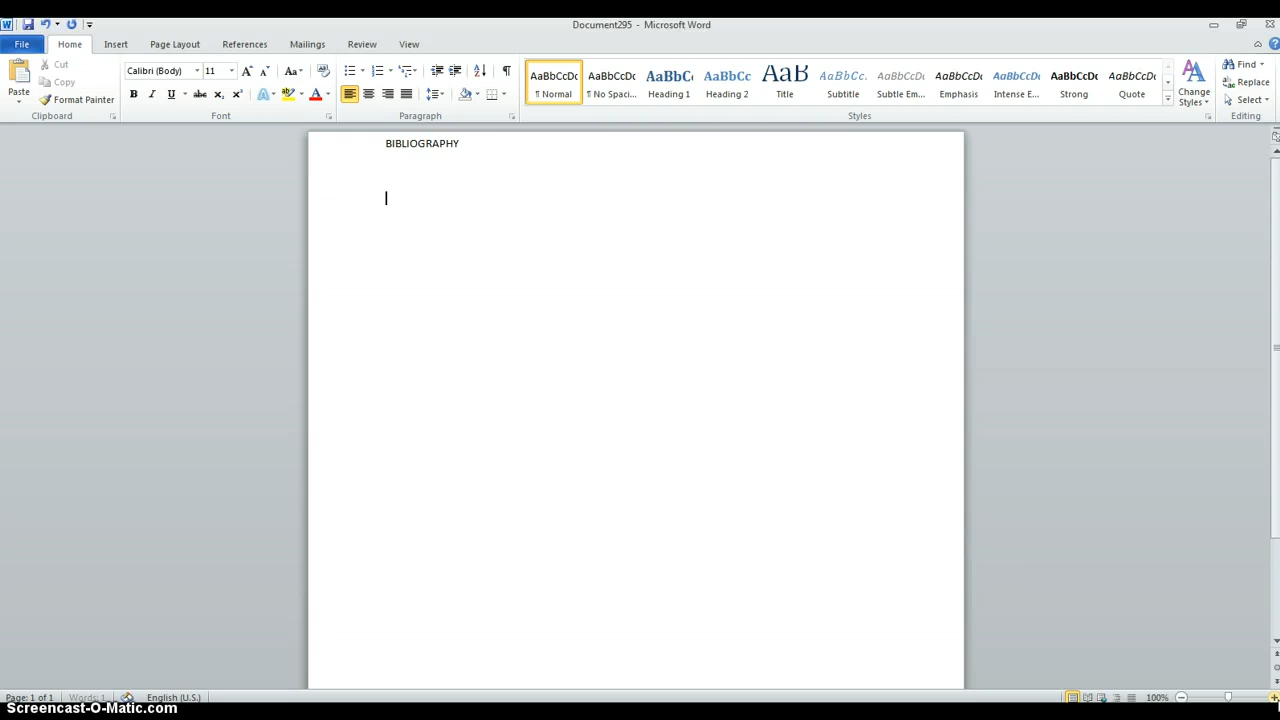 Document295 - Microsoft Word
File Home Insert Page Layout References Mailings Review View
Paste
Cut
Copy
Format Painter
Clipboard
Calibri (Body) 11
Font
Paragraph
AaBbCcDc AaBbCcDc AaBbC AaBbCc AaB AaBbCc. AaBbCcDc AaBbCcDc AaBbCcDc AaBbCcDc AaBbCcDc
¶ Normal ¶ No Spaci... Heading 1 Heading 2 Title Subtitle Subtle Em... Emphasis Intense E... Strong Quote
Change
Styles
Styles
Find
Replace
Select
Editing
BIBLIOGRAPHY
Page: 1 of 1 Words: 1 English (U.S.) 100%
Screencast-O-Matic.com